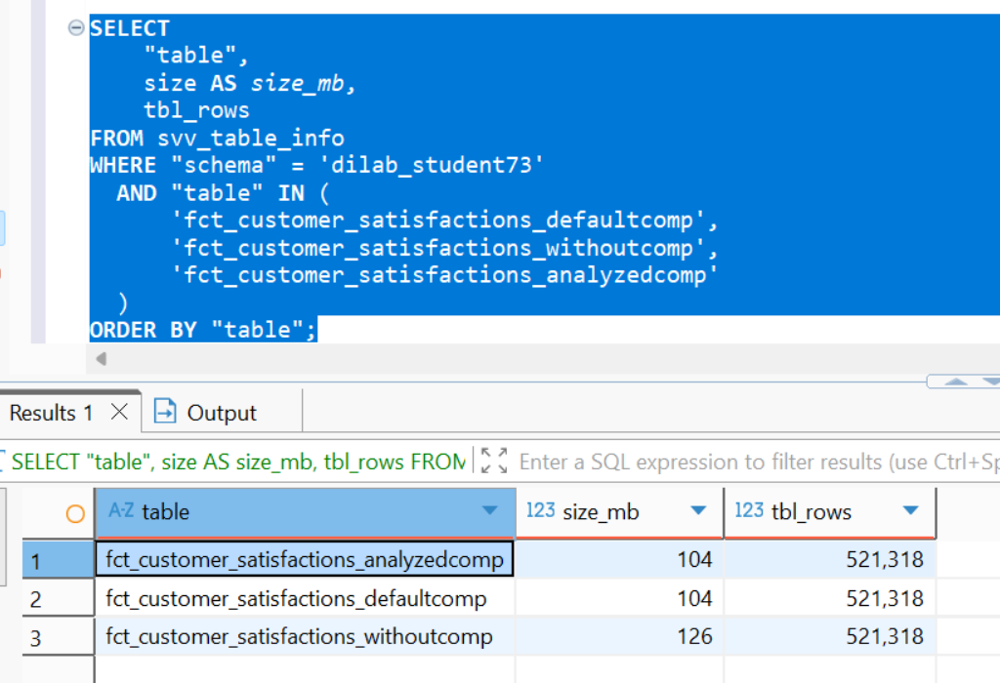 SELECT
"table",
size AS size_mb,
tbl_rows
FROM svv_table_info
WHERE "schema" = 'dilab_student73'
AND "table" IN (
'fct_customer_satisfactions_defaultcomp',
'fct_customer_satisfactions_withoutcomp',
'fct_customer_satisfactions_analyzedcomp'
)
ORDER BY "table";
Results 1 Output
SELECT "table", size AS size_mb, tbl_rows FROM Enter a SQL expression to filter results (use Ctrl+Sp
A-Z table 123 size_mb 123 tbl_rows
1 fct_customer_satisfactions_analyzedcomp 104 521,318
2 fct_customer_satisfactions_defaultcomp 104 521,318
3 fct_customer_satisfactions_withoutcomp 126 521,318